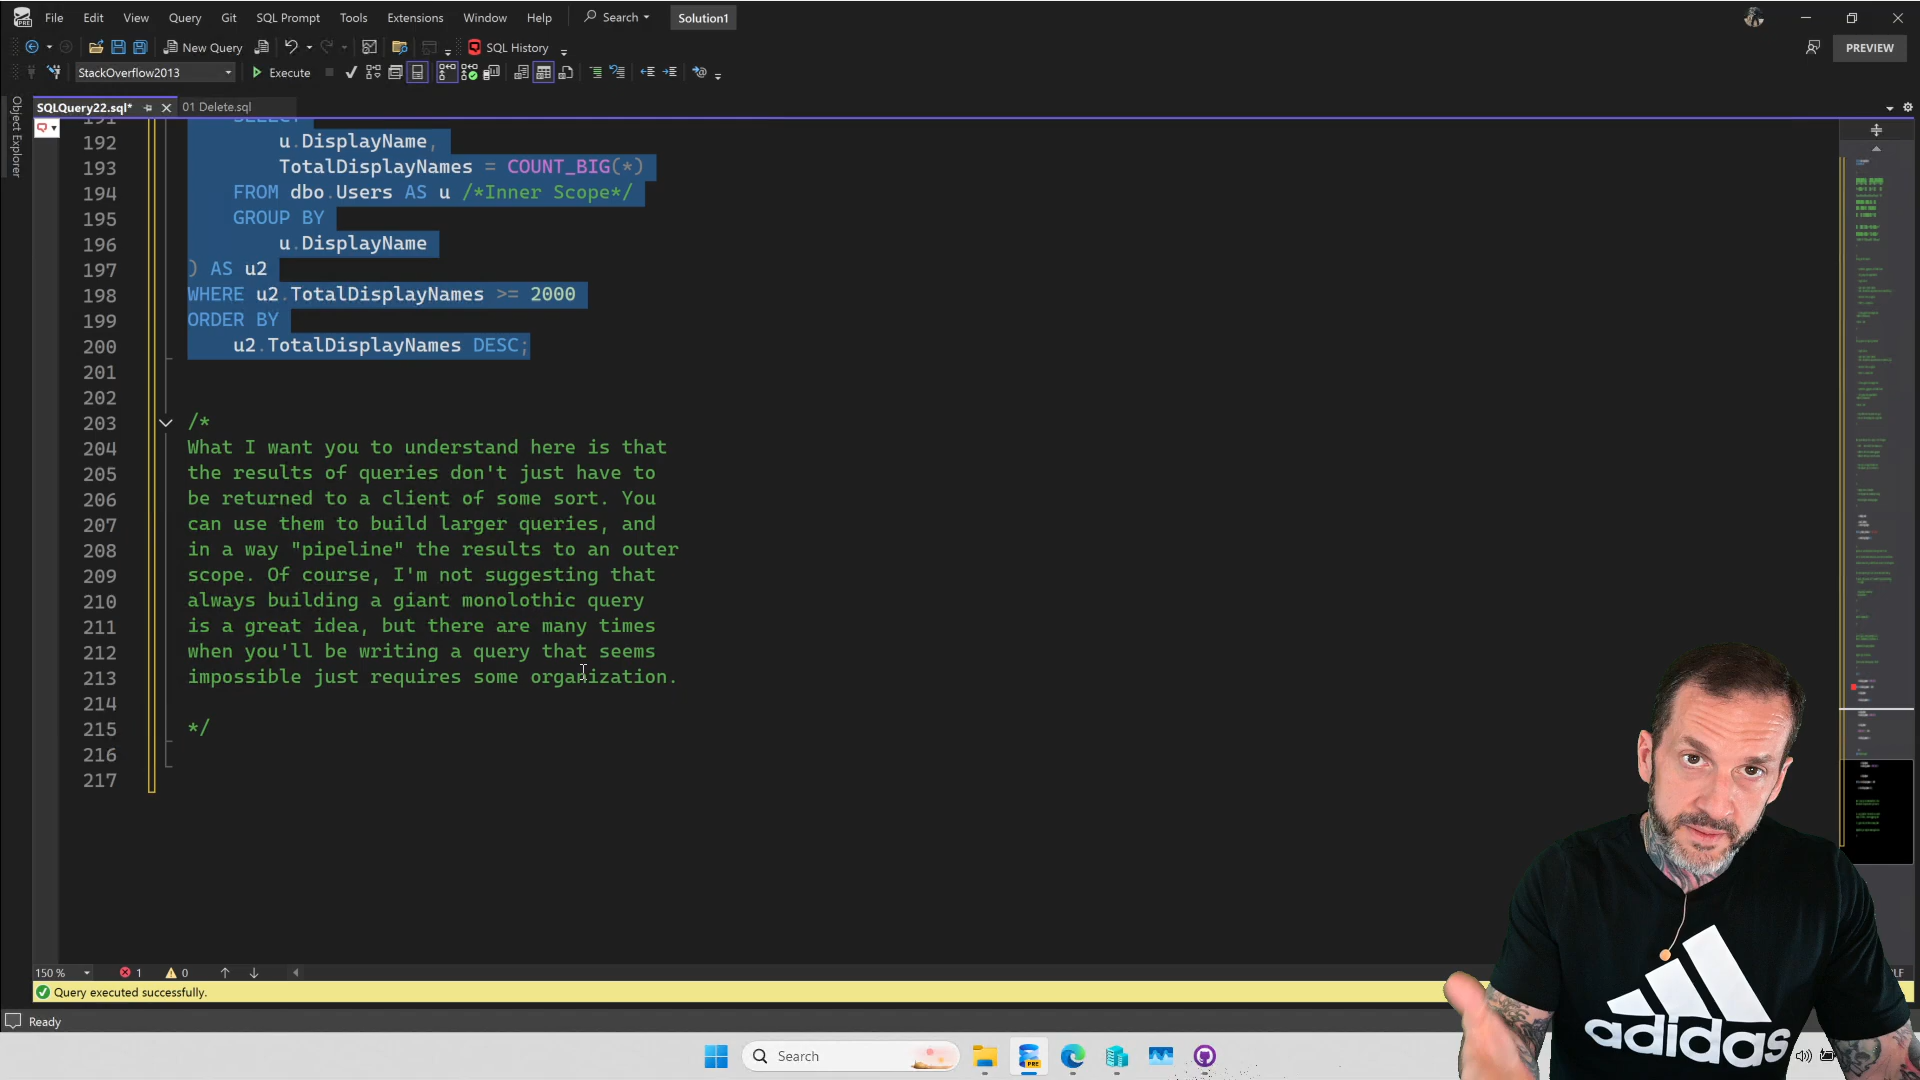 File Edit View Query Git SQL Prompt Tools Extensions Window Help Search Solution1
New Query SQL History PREVIEW
StackOverflow2013 Execute
SQLQuery22.sql* 01 Delete.sql
Object Explorer
191 SELECT
192 u.DisplayName,
193 TotalDisplayNames = COUNT_BIG(*)
194 FROM dbo.Users AS u /*Inner Scope*/
195 GROUP BY
196 u.DisplayName
197 ) AS u2
198 WHERE u2.TotalDisplayNames >= 2000
199 ORDER BY
200 u2.TotalDisplayNames DESC;
201
202
203 /*
204 What I want you to understand here is that
205 the results of queries don't just have to
206 be returned to a client of some sort. You
207 can use them to build larger queries, and
208 in a way "pipeline" the results to an outer
209 scope. Of course, I'm not suggesting that
210 always building a giant monolothic query
211 is a great idea, but there are many times
212 when you'll be writing a query that seems
213 impossible just requires some organization.
214
215 */
216
217
150 % 1 0
Query executed successfully.
Ready
Search
PRE
adidas